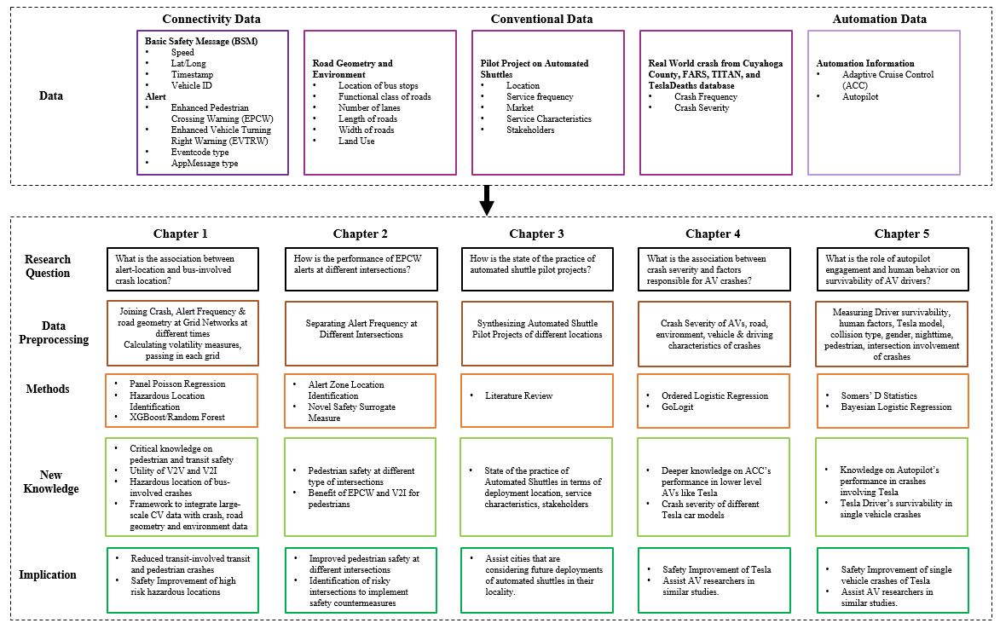 Connectivity Data
Conventional Data
Automation Data
Data
Basic Safety Message (BSM)
• Speed
• Lat/Long
• Timestamp
• Vehicle ID
Alert
• Enhanced Pedestrian
Crossing Warning (EPCW)
• Enhanced Vehicle Turning
Right Warning (EVTRW)
• Eventcode type
• AppMessage type
Road Geometry and
Environment
• Location of bus stops
• Functional class of roads
• Number of lanes
• Length of roads
• Width of roads
• Land Use
Pilot Project on Automated
Shuttles
• Location
• Service frequency
• Market
• Service Characteristics
• Stakeholders
Real World crash from Cuyahoga
County, FARS, TITAN, and
TeslaDeaths database
• Crash Frequency
• Crash Severity
Automation Information
• Adaptive Cruise Control
(ACC)
• Autopilot
Chapter 1
Chapter 2
Chapter 3
Chapter 4
Chapter 5
Research
Question
What is the association between
alert-location and bus-involved
crash location?
How is the performance of EPCW
alerts at different intersections?
How is the state of the practice of
automated shuttle pilot projects?
What is the association between
crash severity and factors
responsible for AV crashes?
What is the role of autopilot
engagement and human behavior on
survivability of AV drivers?
Data
Preprocessing
Joining Crash, Alert Frequency &
road geometry at Grid Networks at
different times
Calculating volatility measures,
passing in each grid
Separating Alert Frequency at
Different Intersections
Synthesizing Automated Shuttle
Pilot Projects of different locations
Crash Severity of AVs, road,
environment, vehicle & driving
characteristics of crashes
Measuring Driver survivability,
human factors, Tesla model,
collision type, gender, nighttime,
pedestrian, intersection involvement
of crashes
Methods
• Panel Poisson Regression
• Hazardous Location
Identification
• XGBoost/Random Forest
• Alert Zone Location
Identification
• Novel Safety Surrogate
Measure
• Literature Review
• Ordered Logistic Regression
• GoLogit
• Somers' D Statistics
• Bayesian Logistic Regression
New
Knowledge
• Critical knowledge on
pedestrian and transit safety
• Utility of V2V and V2I
• Hazardous location of bus-
involved crashes
• Framework to integrate large-
scale CV data with crash, road
geometry and environment data
• Pedestrian safety at different
type of intersections
• Benefit of EPCW and V2I for
pedestrians
• State of the practice of
Automated Shuttles in terms of
deployment location, service
characteristics, stakeholders
• Deeper knowledge on ACC's
performance in lower level
AVs like Tesla
• Crash severity of different
Tesla car models
• Knowledge on Autopilot's
performance in crashes
involving Tesla
• Tesla Driver's survivability in
single vehicle crashes
Implication
• Reduced transit-involved transit
and pedestrian crashes
• Safety Improvement of high
risk hazardous locations
• Improved pedestrian safety at
different intersections
• Identification of risky
intersections to implement
safety countermeasures
• Assist cities that are
considering future deployments
of automated shuttles in their
locality.
• Safety Improvement of Tesla
• Assist AV researchers in
similar studies.
• Safety Improvement of single
vehicle crashes of Tesla
• Assist AV researchers in
similar studies.